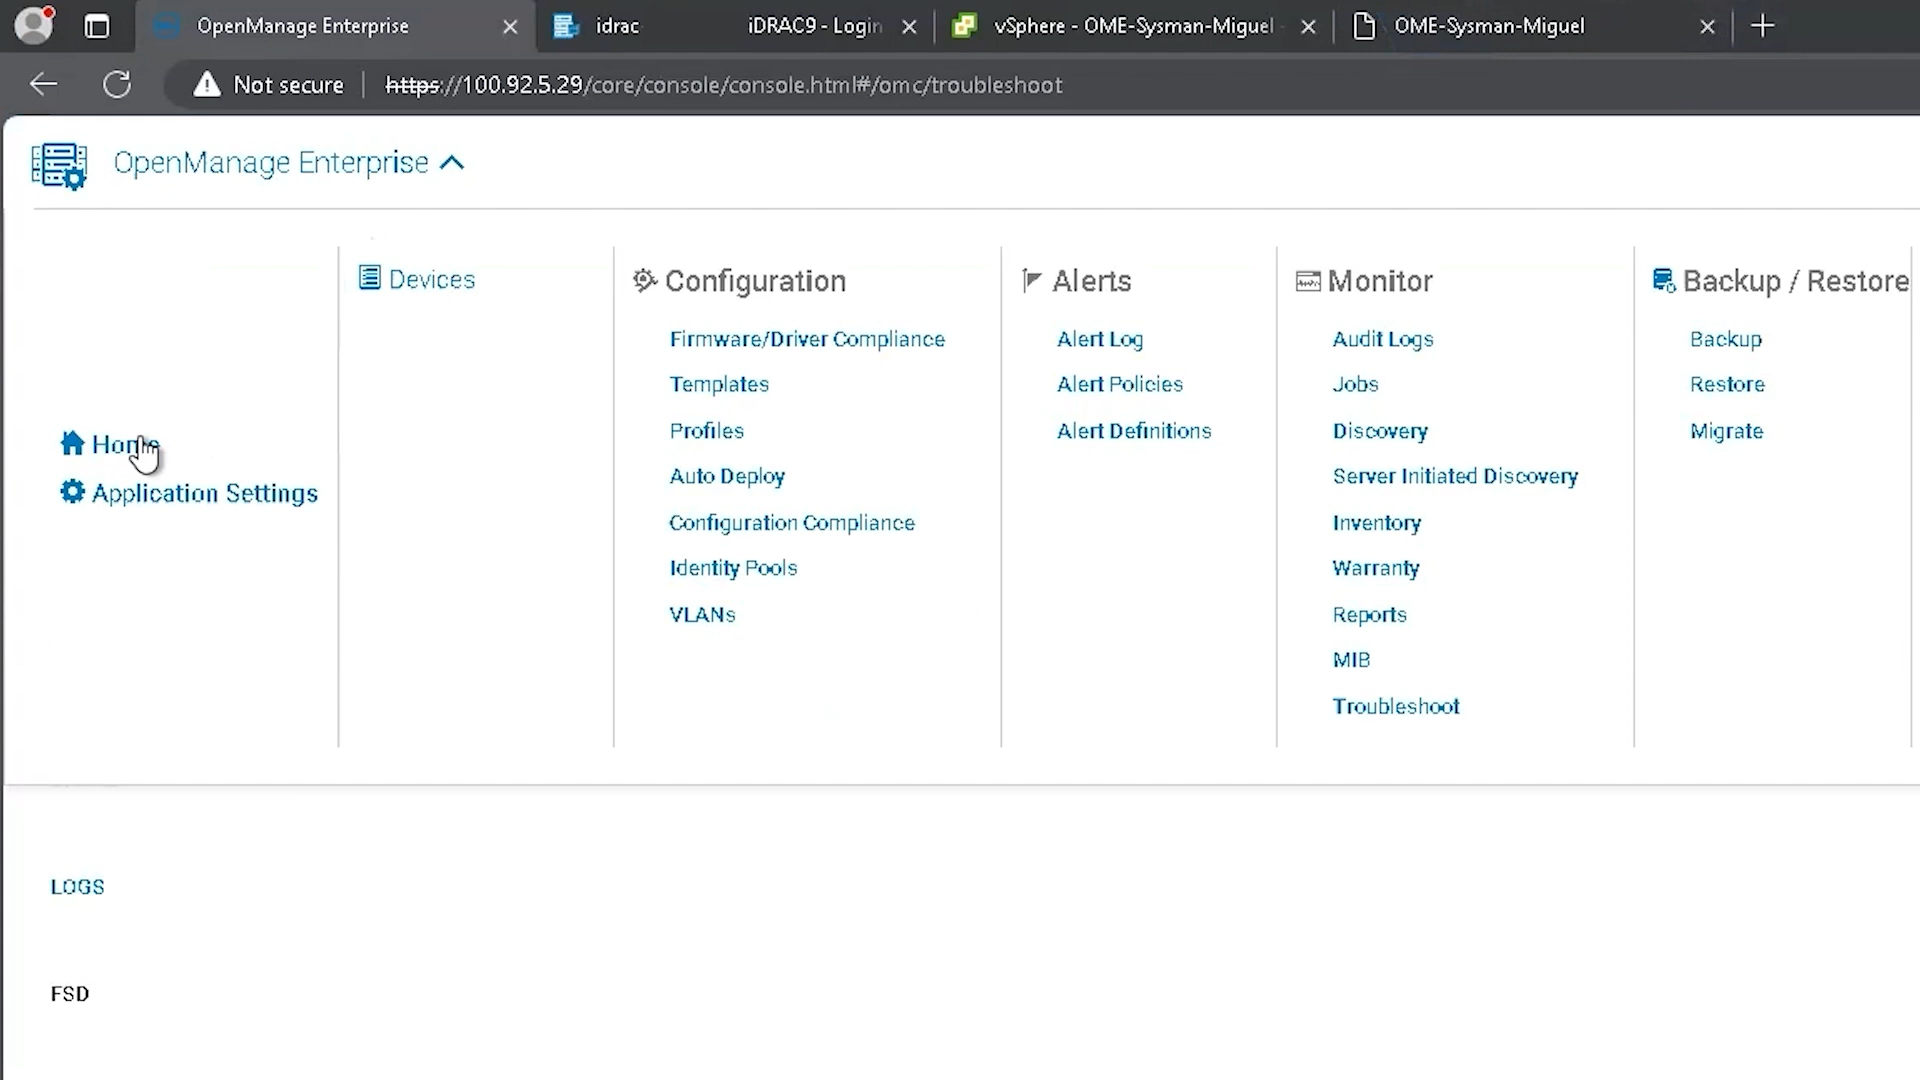 OpenManage Enterprise
idrac iDRAC9 - Login
vSphere - OME-Sysman-Miguel -
OME-Sysman-Miguel
Not secure
https://100.92.5.29/core/console/console.html#/omc/troubleshoot
OpenManage Enterprise
Home
Application Settings
Devices
Configuration
Firmware/Driver Compliance
Templates
Profiles
Auto Deploy
Configuration Compliance
Identity Pools
VLANs
Alerts
Alert Log
Alert Policies
Alert Definitions
Monitor
Audit Logs
Jobs
Discovery
Server Initiated Discovery
Inventory
Warranty
Reports
MIB
Troubleshoot
Backup / Restore
Backup
Restore
Migrate
LOGS
FSD